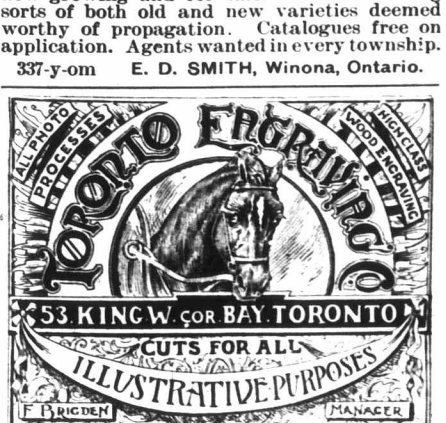 sorts of both old and new varieties deemed
worthy of propagation. Catalogues free on
application. Agents wanted in every township.
337-y-om E. D. SMITH, Winona, Ontario.
ALL PHOTO
PROCESSES
TORONTO ENGRAVING Co.
HIGH CLASS
WOOD ENGRAVING
53. KING W. COR BAY. TORONTO
CUTS FOR ALL
ILLUSTRATIVE PURPOSES
F BRIGDEN
MANAGER